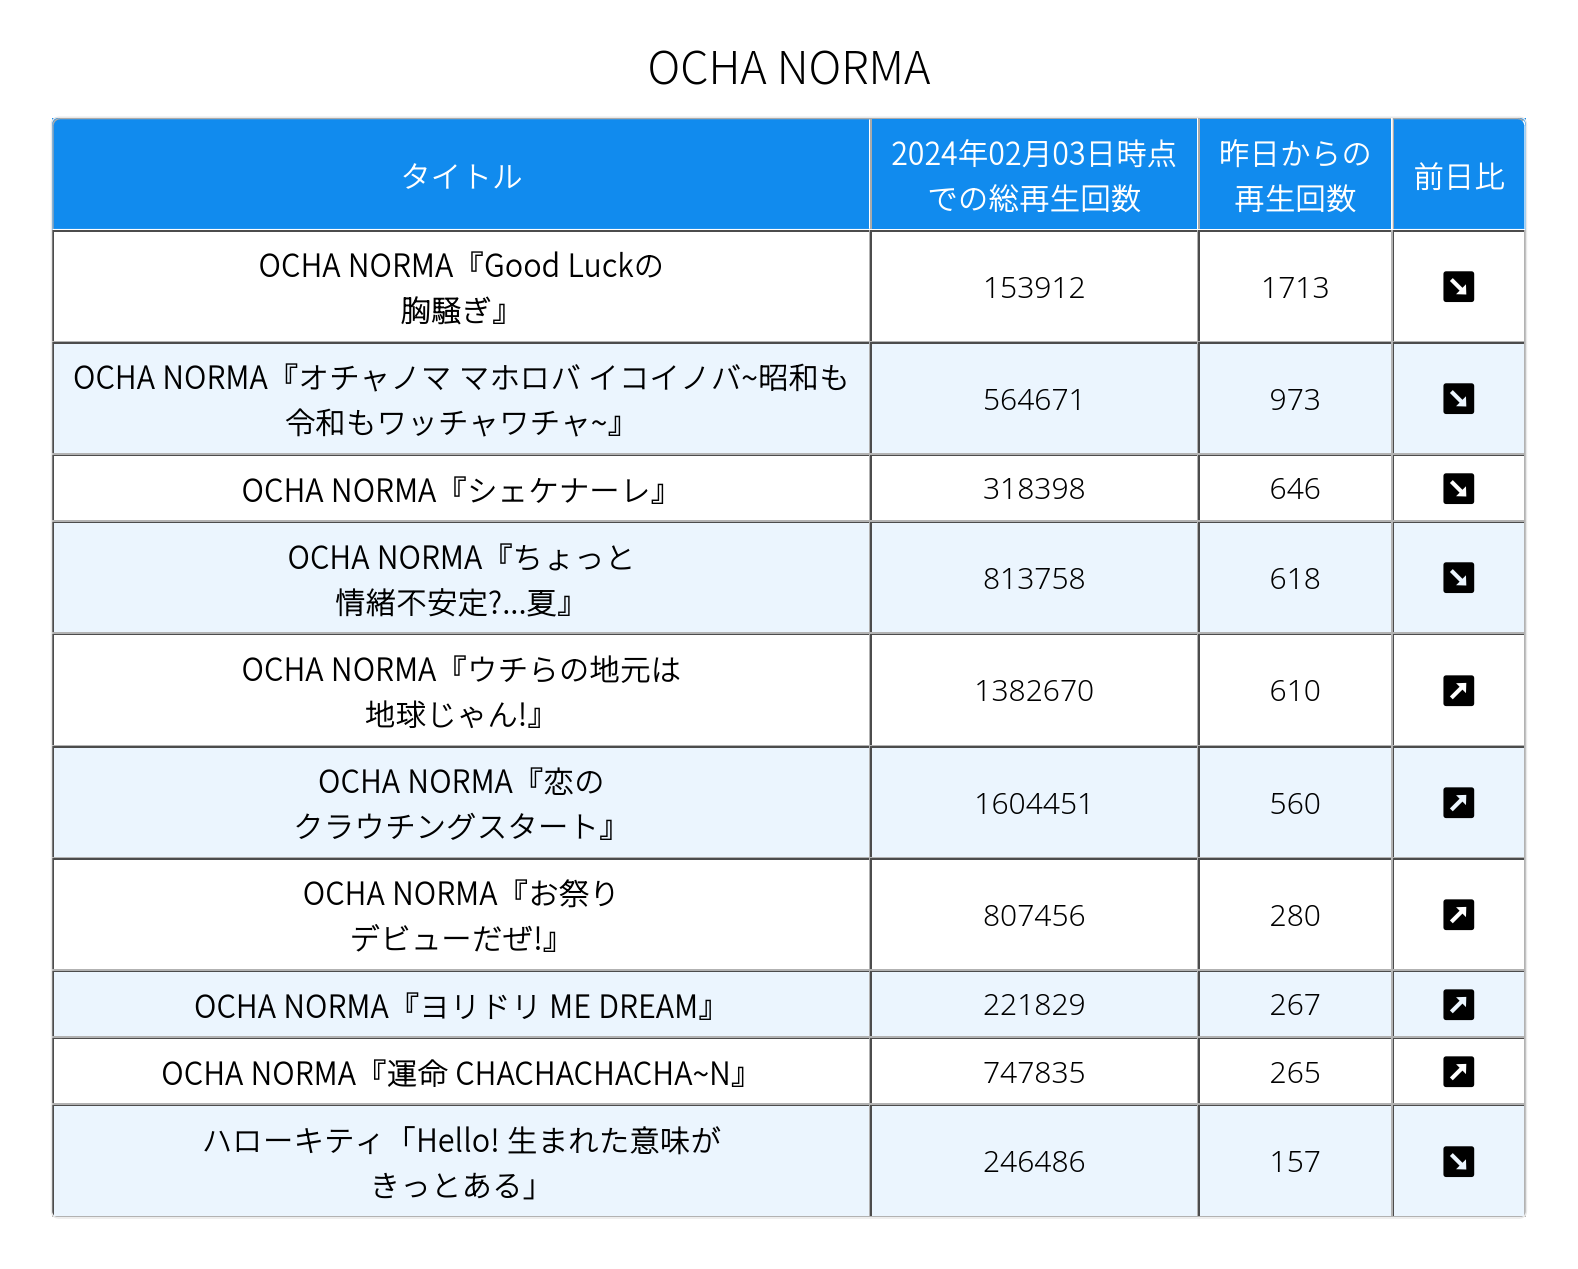 OCHA NORMA
タイトル
2024年02月03日時点
での総再生回数
昨日からの
再生回数
前日比
OCHA NORMA『Good Luckの
胸騒ぎ』
153912
1713
OCHA NORMA『オチャノマ マホロバ イコイノバ~昭和も
令和もワッチャワチャ~』
564671
973
OCHA NORMA『シェケナーレ』
318398
646
OCHA NORMA『ちょっと
情緒不安定?...夏』
813758
618
OCHA NORMA『ウチらの地元は
地球じゃん!』
1382670
610
OCHA NORMA『恋の
クラウチングスタート』
1604451
560
OCHA NORMA『お祭り
デビューだぜ!』
807456
280
OCHA NORMA『ヨリドリ ME DREAM』
221829
267
OCHA NORMA『運命 CHACHACHACHA~N』
747835
265
ハローキティ「Hello! 生まれた意味が
きっとある」
246486
157